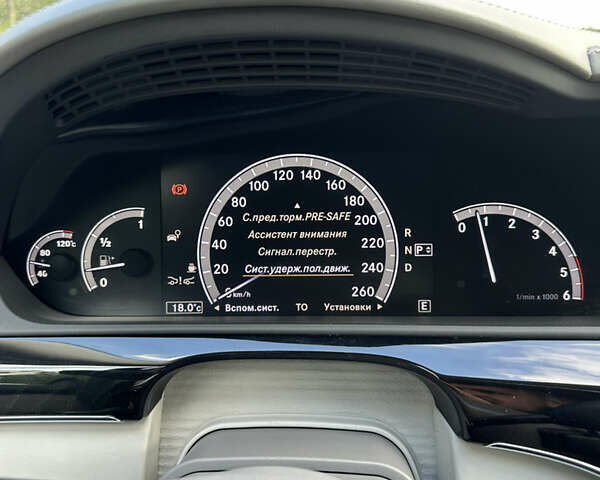 80 100 120 140 160 180 200 220 240 260
60
40
20
km/h
С.пред.торм.PRE-SAFE
Ассистент внимания
Сигнал.перестр.
Сист.удерж.пол.движ.
Вспом.сист. ТО Установки
18.0°c
R
N
D
P
E
120°C
80
40
1
½
0
0 1 2 3 4 5 6
1/min x 1000